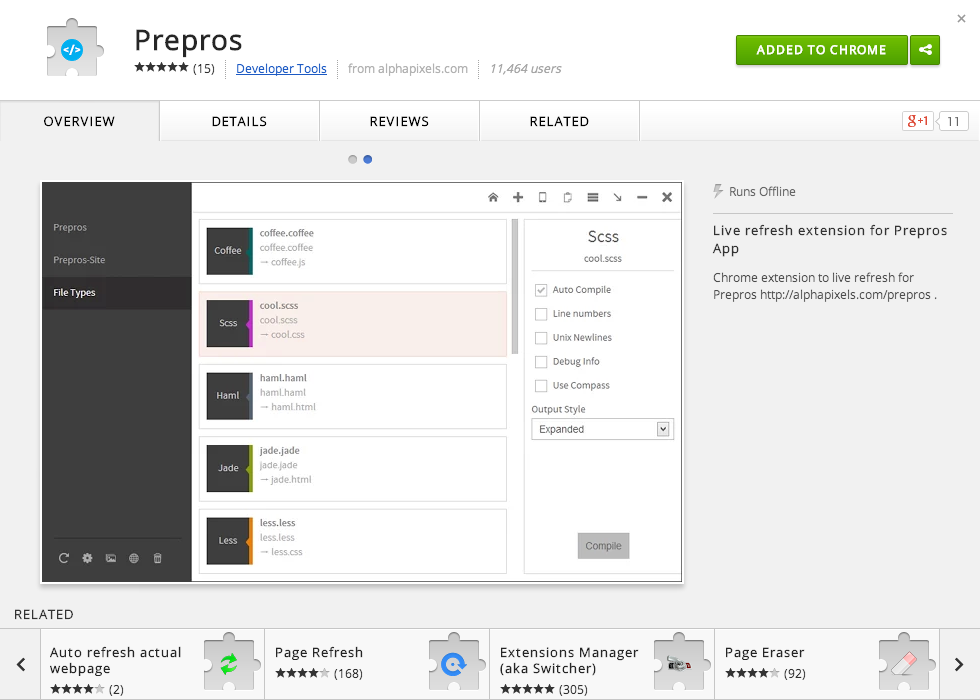 Prepros
ADDED TO CHROME
(15) Developer Tools from alphapixels.com 11,464 users
OVERVIEW DETAILS REVIEWS RELATED
g+1 11
Prepros
Prepros-Site
File Types
Coffee
coffee.coffee
coffee.coffee
→ coffee.js
Scss
cool.scss
cool.scss
→ cool.css
Haml
haml.haml
haml.haml
→ haml.html
Jade
jade.jade
jade.jade
→ jade.html
Less
less.less
less.less
→ less.css
Scss
cool.scss
Auto Compile
Line numbers
Unix Newlines
Debug Info
Use Compass
Output Style
Expanded
Compile
Runs Offline
Live refresh extension for Prepros
App
Chrome extension to live refresh for
Prepros http://alphapixels.com/prepros .
RELATED
Auto refresh actual
webpage
(2)
Page Refresh
(168)
Extensions Manager
(aka Switcher)
(305)
Page Eraser
(92)